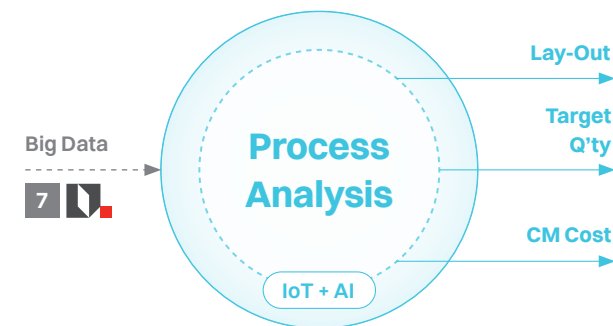 Lay-Out
Target
Q'ty
Big Data
Process
Analysis
7
CM Cost
IoT + AI